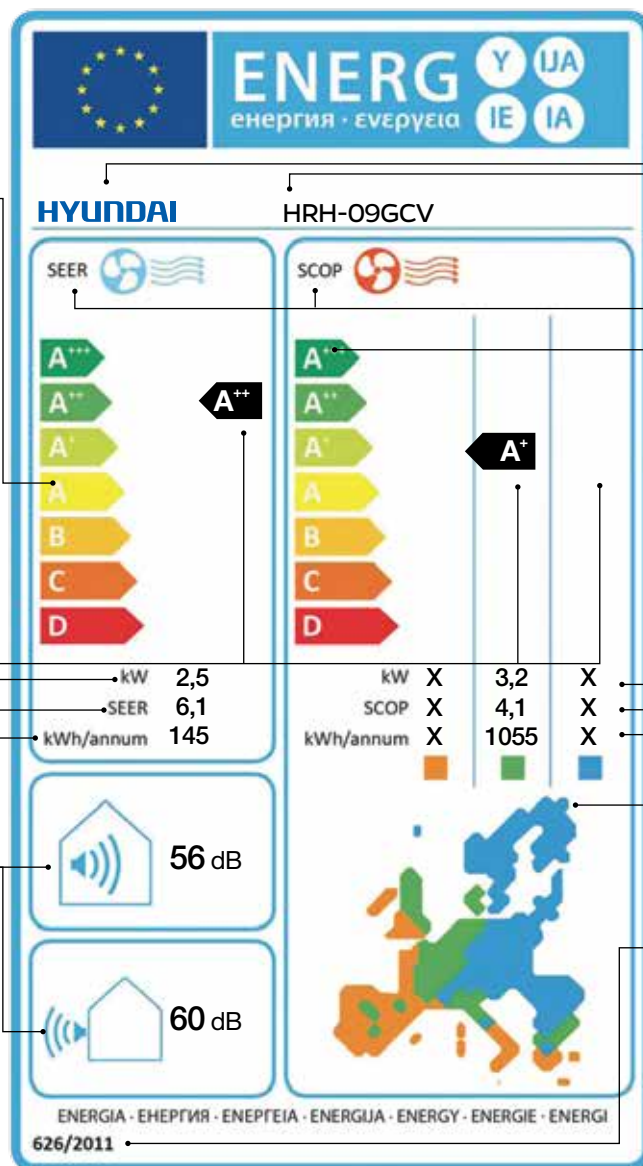 ENERG Y IJA
енергия · ενεργεια IE IA
HYUNDAI HRH-09GCV
SEER
A+++
A++ A++
A+
A
B
C
D
kW 2,5
SEER 6,1
kWh/annum 145
SCOP
A+++
A++
A+ A+
A
B
C
D
kW X 3,2 X
SCOP X 4,1 X
kWh/annum X 1055 X
56 dB
60 dB
ENERGIA · ЕНЕРГИЯ · ΕΝΕΡΓΕΙΑ · ENERGIJA · ENERGY · ENERGIE · ENERGI
626/2011